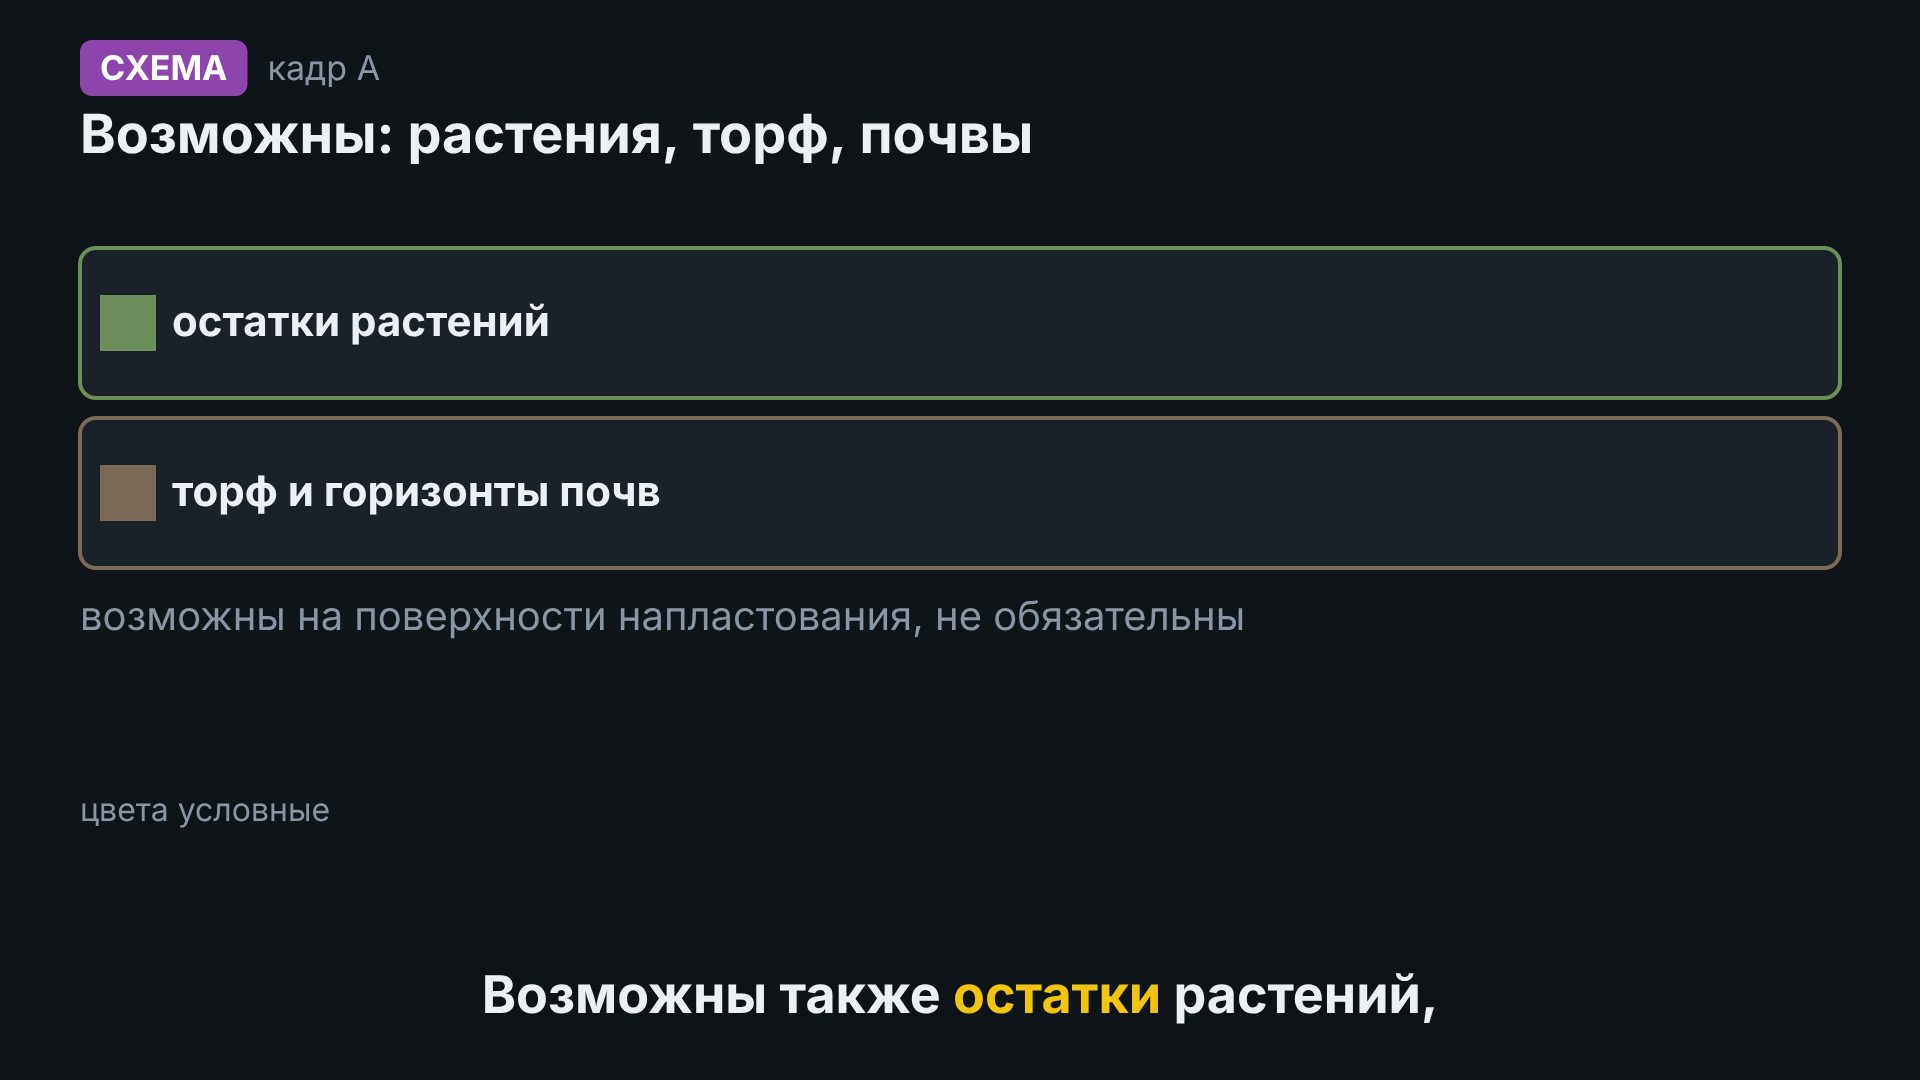 СХЕМА кадр А
Возможны: растения, торф, почвы
остатки растений
торф и горизонты почв
возможны на поверхности напластования, не обязательны
цвета условные
Возможны также остатки растений,